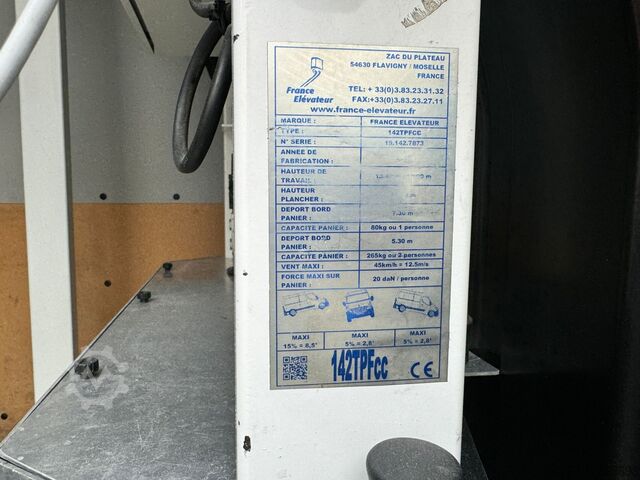 ZAC DU PLATEAU
54630 FLAVIGNY / MOSELLE
FRANCE
France
Elévateur
TEL: + 33(0)3.83.23.31.32
FAX:+33(0)3.83.23.27.11
www.france-elevateur.fr
MARQUE : FRANCE ELEVATEUR
TYPE : 142TPFCC
N° SERIE : 19.142.7873
ANNEE DE
FABRICATION :
HAUTEUR DE
TRAVAIL : m
HAUTEUR
PLANCHER : m
DEPORT BORD
PANIER : 7.30 m
CAPACITE PANIER : 80kg ou 1 personne
DEPORT BORD
PANIER : 5.30 m
CAPACITE PANIER : 265kg ou 2 personnes
VENT MAXI : 45km/h = 12.5m/s
FORCE MAXI SUR
PANIER : 20 daN / personne
MAXI MAXI MAXI
15% = 8,5° 5% = 2,8° 5% = 2,8°
142TPFCC CE